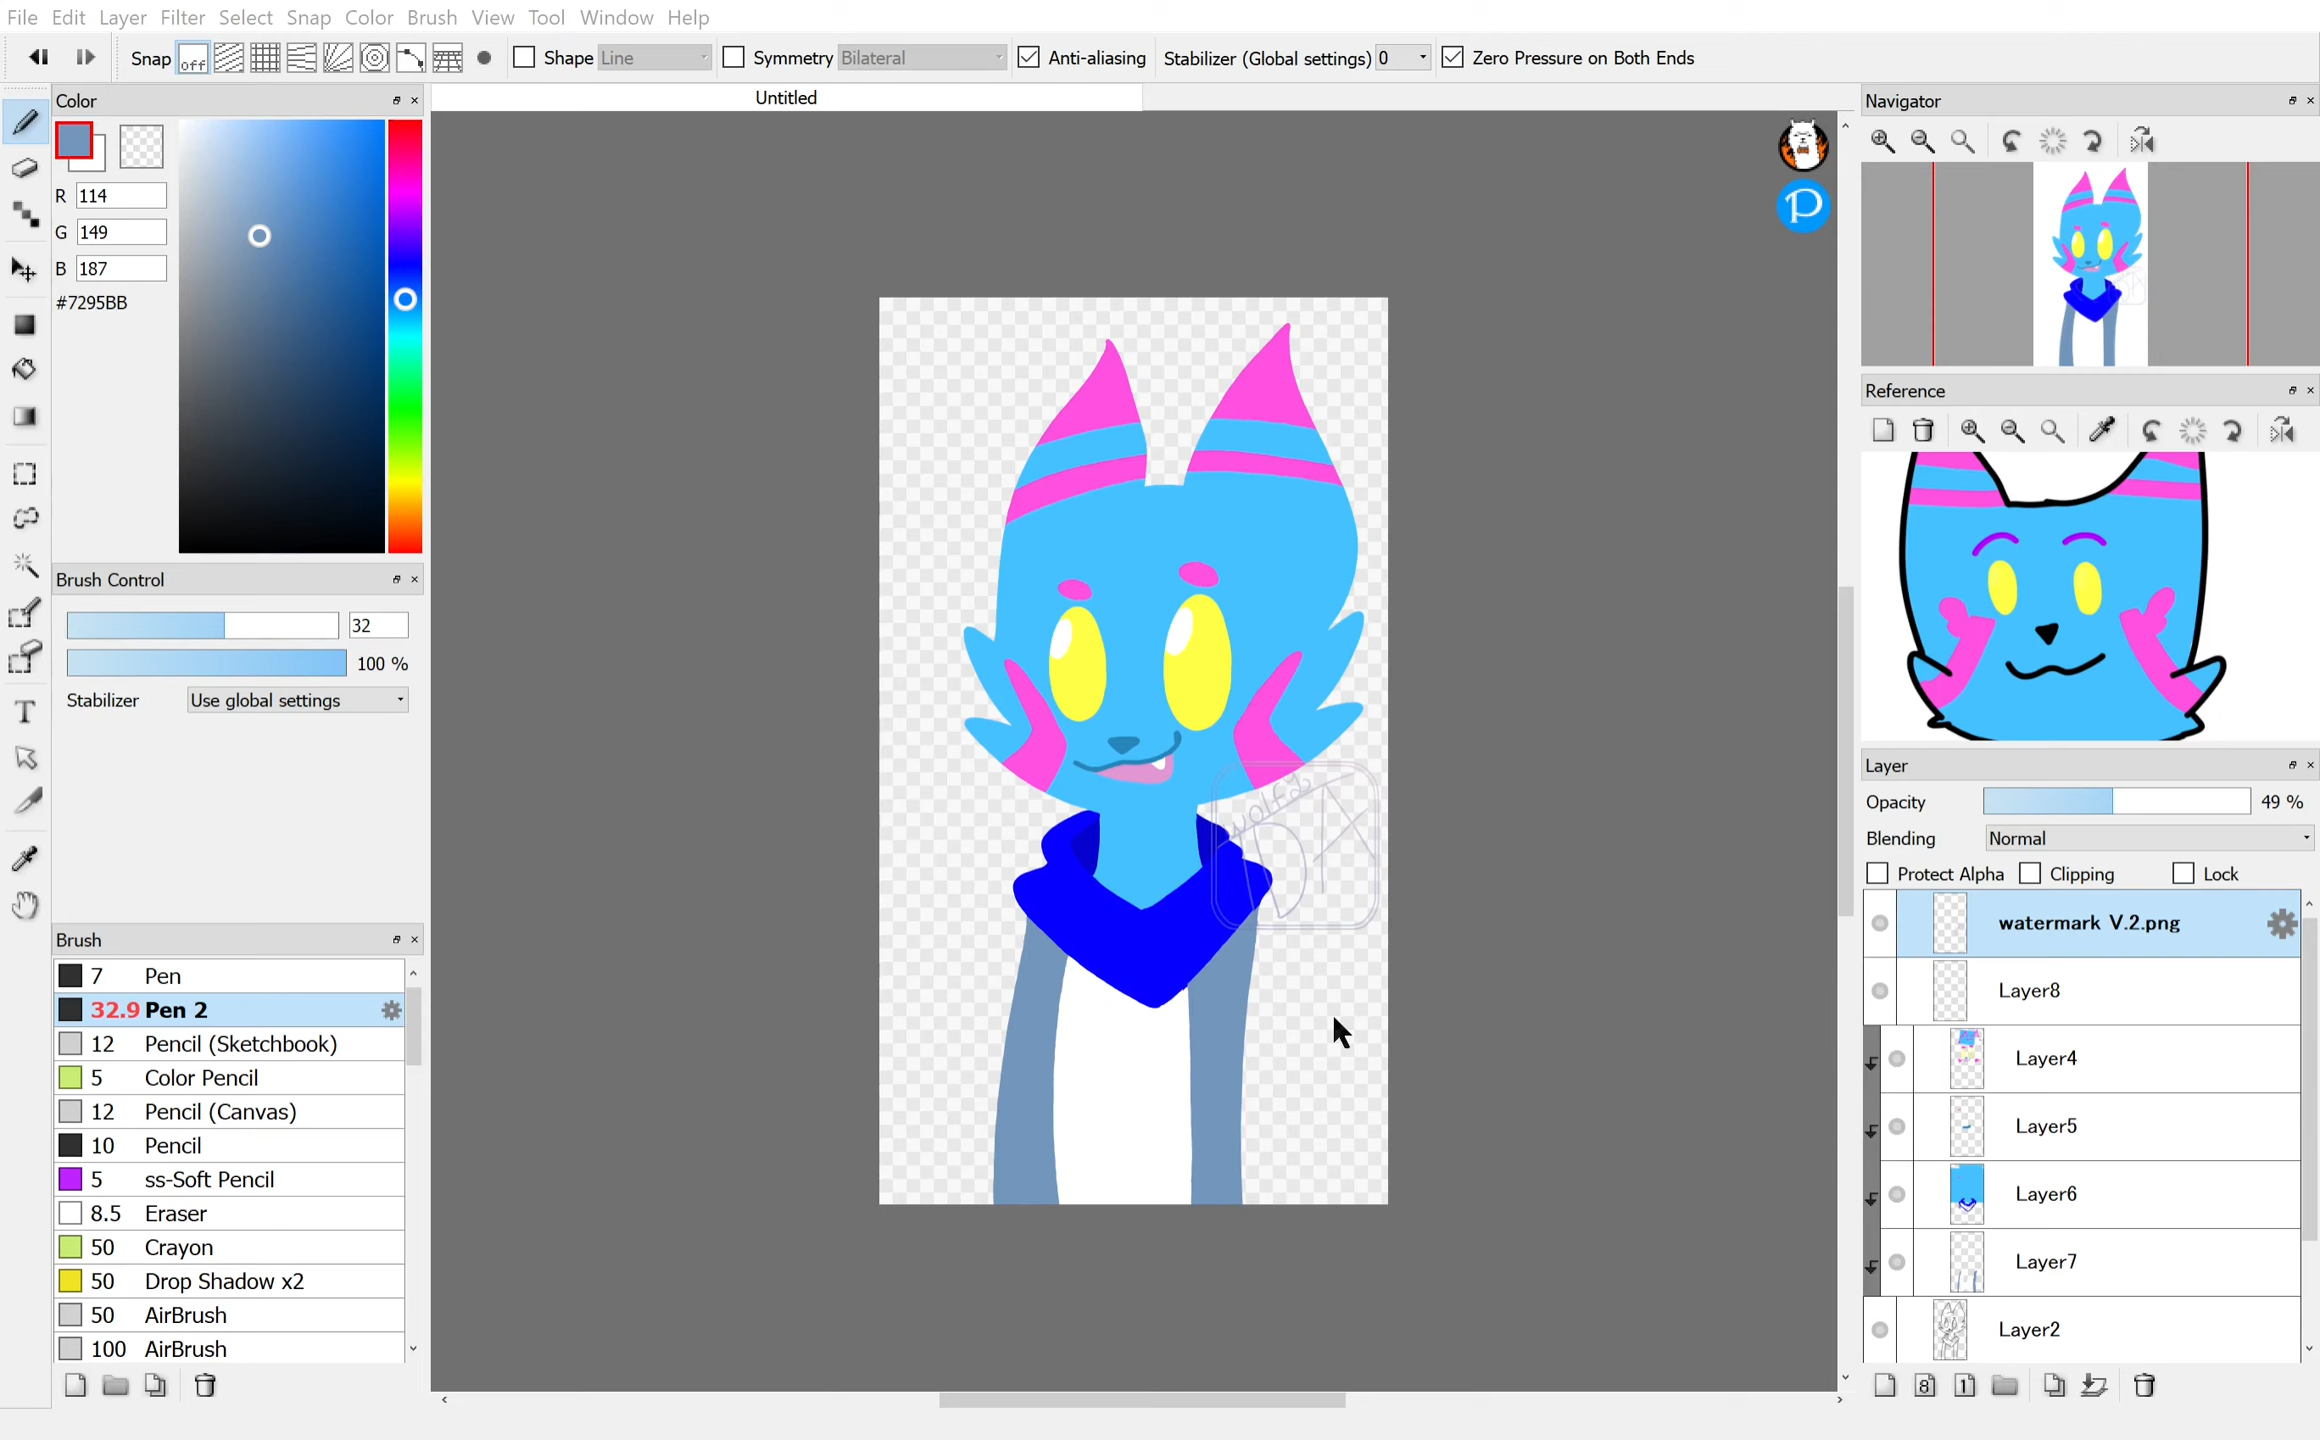 File Edit Layer Filter Select Snap Color Brush View Tool Window Help
Snap off Shape Line Symmetry Bilateral Anti-aliasing Stabilizer (Global settings) 0 Zero Pressure on Both Ends
Color
Untitled
Navigator
R 114
G 149
B 187
#7295BB
P
Reference
Brush Control
32
100 %
Stabilizer Use global settings
wolfy
DA
Layer
Opacity 49 %
Blending Normal
Protect Alpha Clipping Lock
watermark V.2.png
Layer8
Layer4
Layer5
Layer6
Layer7
Layer2
8 1
Brush
7 Pen
32.9 Pen 2
12 Pencil (Sketchbook)
5 Color Pencil
12 Pencil (Canvas)
10 Pencil
5 ss-Soft Pencil
8.5 Eraser
50 Crayon
50 Drop Shadow x2
50 AirBrush
100 AirBrush
T